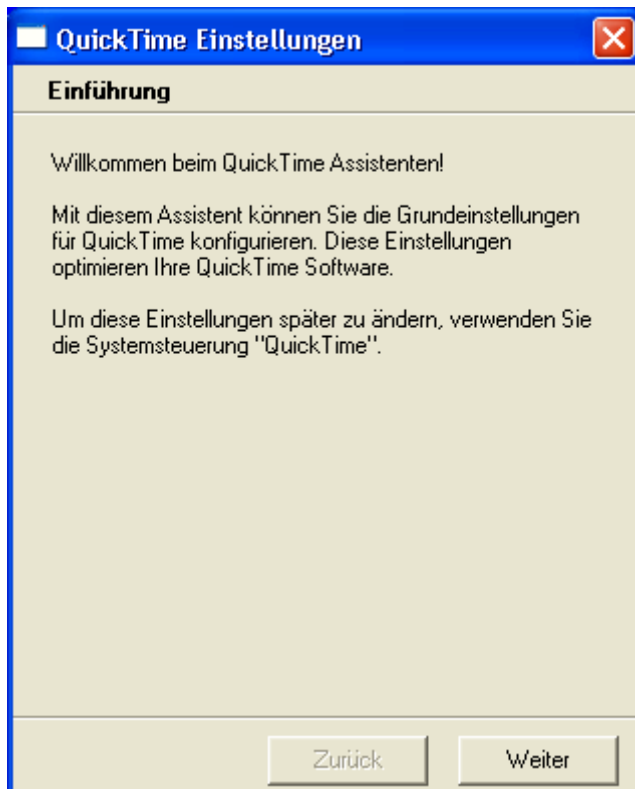 QuickTime Einstellungen
Einführung
Willkommen beim QuickTime Assistenten!
Mit diesem Assistent können Sie die Grundeinstellungen
für QuickTime konfigurieren. Diese Einstellungen
optimieren Ihre QuickTime Software.
Um diese Einstellungen später zu ändern, verwenden Sie
die Systemsteuerung "QuickTime".
Zurück
Weiter